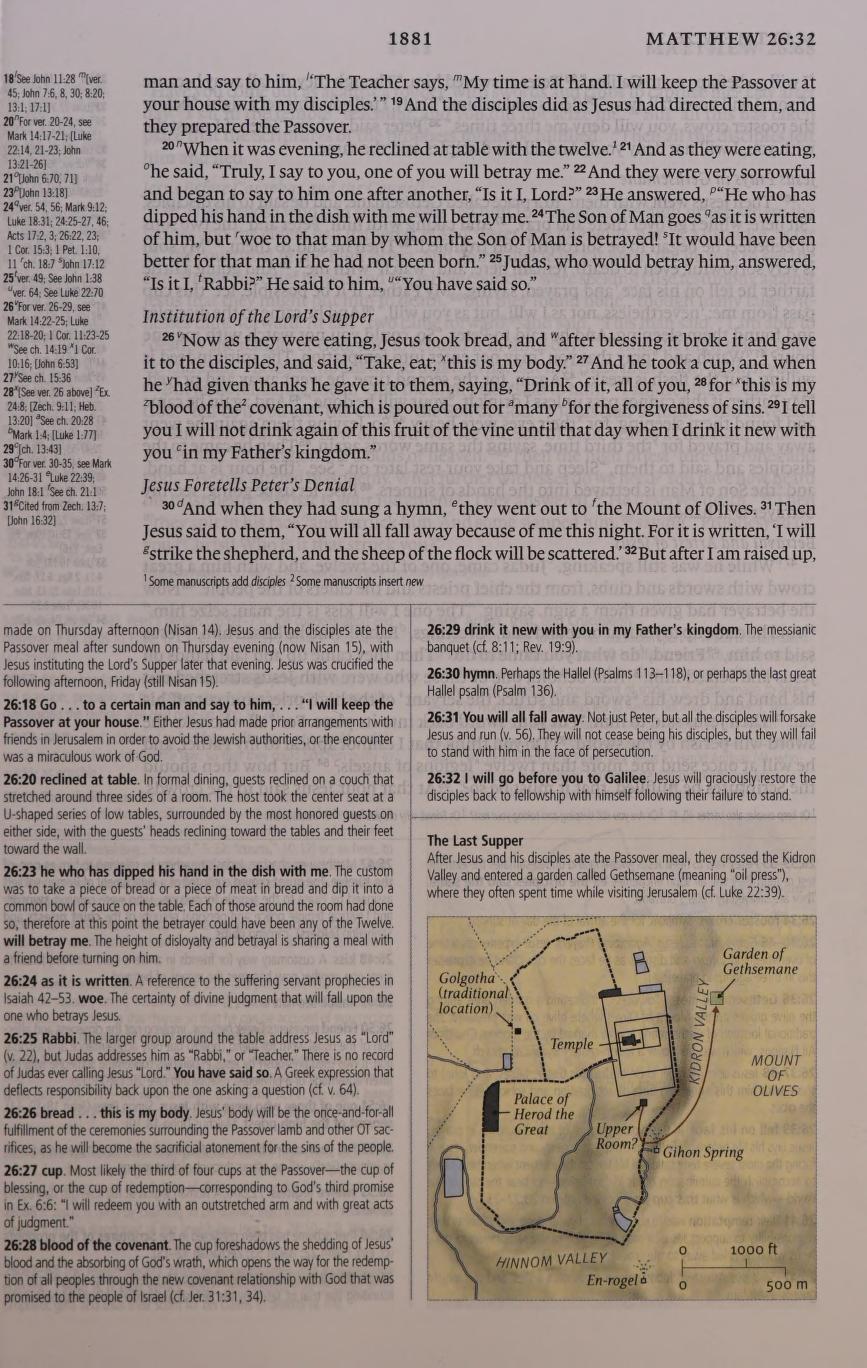 1881
MATTHEW 26:32
18 lSee John 11:28 m[ver.
45; John 7:6, 8, 30; 8:20;
13:1; 17:1]
20 nFor ver. 20-24, see
Mark 14:17-21; [Luke
22:14, 21-23; John
13:21-26]
21 o[John 6:70, 71]
23 p[John 13:18]
24 qver. 54, 56; Mark 9:12;
Luke 18:31; 24:25-27, 46;
Acts 17:2, 3; 26:22, 23;
1 Cor. 15:3; 1 Pet. 1:10,
11 rch. 18:7 sJohn 17:12
25 tver. 49; See John 1:38
uver. 64; See Luke 22:70
26 vFor ver. 26-29, see
Mark 14:22-25; Luke
22:18-20; 1 Cor. 11:23-25
wSee ch. 14:19 x1 Cor.
10:16; [John 6:53]
27 ySee ch. 15:36
28 x[See ver. 26 above] zEx.
24:8; [Zech. 9:11; Heb.
13:20] aSee ch. 20:28
bMark 1:4; [Luke 1:77]
29 c[ch. 13:43]
30 dFor ver. 30-35, see Mark
14:26-31 eLuke 22:39;
John 18:1 fSee ch. 21:1
31 gCited from Zech. 13:7;
[John 16:32]
man and say to him, l“The Teacher says, mMy time is at hand. I will keep the Passover at
your house with my disciples.’” 19 And the disciples did as Jesus had directed them, and
they prepared the Passover.
20 nWhen it was evening, he reclined at table with the twelve.1 21 And as they were eating,
ohe said, “Truly, I say to you, one of you will betray me.” 22 And they were very sorrowful
and began to say to him one after another, “Is it I, Lord?” 23 He answered, p“He who has
dipped his hand in the dish with me will betray me. 24 The Son of Man goes qas it is written
of him, but rwoe to that man by whom the Son of Man is betrayed! sIt would have been
better for that man if he had not been born.” 25 Judas, who would betray him, answered,
“Is it I, tRabbi?” He said to him, u“You have said so.”
Institution of the Lord’s Supper
26 vNow as they were eating, Jesus took bread, and wafter blessing it broke it and gave
it to the disciples, and said, “Take, eat; xthis is my body.” 27 And he took a cup, and when
he yhad given thanks he gave it to them, saying, “Drink of it, all of you, 28 for xthis is my
zblood of the2 covenant, which is poured out for amany bfor the forgiveness of sins. 29 I tell
you I will not drink again of this fruit of the vine until that day when I drink it new with
you cin my Father’s kingdom.”
Jesus Foretells Peter’s Denial
30 dAnd when they had sung a hymn, ethey went out to fthe Mount of Olives. 31 Then
Jesus said to them, “You will all fall away because of me this night. For it is written, ‘I will
gstrike the shepherd, and the sheep of the flock will be scattered.’ 32 But after I am raised up,
1 Some manuscripts add disciples 2 Some manuscripts insert new
made on Thursday afternoon (Nisan 14). Jesus and the disciples ate the
Passover meal after sundown on Thursday evening (now Nisan 15), with
Jesus instituting the Lord’s Supper later that evening. Jesus was crucified the
following afternoon, Friday (still Nisan 15).
26:18 Go . . . to a certain man and say to him, . . . “I will keep the
Passover at your house.” Either Jesus had made prior arrangements with
friends in Jerusalem in order to avoid the Jewish authorities, or the encounter
was a miraculous work of God.
26:20 reclined at table. In formal dining, guests reclined on a couch that
stretched around three sides of a room. The host took the center seat at a
U-shaped series of low tables, surrounded by the most honored guests on
either side, with the guests’ heads reclining toward the tables and their feet
toward the wall.
26:23 he who has dipped his hand in the dish with me. The custom
was to take a piece of bread or a piece of meat in bread and dip it into a
common bowl of sauce on the table. Each of those around the room had done
so, therefore at this point the betrayer could have been any of the Twelve.
will betray me. The height of disloyalty and betrayal is sharing a meal with
a friend before turning on him.
26:24 as it is written. A reference to the suffering servant prophecies in
Isaiah 42–53. woe. The certainty of divine judgment that will fall upon the
one who betrays Jesus.
26:25 Rabbi. The larger group around the table address Jesus as “Lord”
(v. 22), but Judas addresses him as “Rabbi,” or “Teacher.” There is no record
of Judas ever calling Jesus “Lord.” You have said so. A Greek expression that
deflects responsibility back upon the one asking a question (cf. v. 64).
26:26 bread . . . this is my body. Jesus’ body will be the once-and-for-all
fulfillment of the ceremonies surrounding the Passover lamb and other OT sac-
rifices, as he will become the sacrificial atonement for the sins of the people.
26:27 cup. Most likely the third of four cups at the Passover—the cup of
blessing, or the cup of redemption—corresponding to God’s third promise
in Ex. 6:6: “I will redeem you with an outstretched arm and with great acts
of judgment.”
26:28 blood of the covenant. The cup foreshadows the shedding of Jesus’
blood and the absorbing of God’s wrath, which opens the way for the redemp-
tion of all peoples through the new covenant relationship with God that was
promised to the people of Israel (cf. Jer. 31:31, 34).
26:29 drink it new with you in my Father’s kingdom. The messianic
banquet (cf. 8:11; Rev. 19:9).
26:30 hymn. Perhaps the Hallel (Psalms 113–118), or perhaps the last great
Hallel psalm (Psalm 136).
26:31 You will all fall away. Not just Peter, but all the disciples will forsake
Jesus and run (v. 56). They will not cease being his disciples, but they will fail
to stand with him in the face of persecution.
26:32 I will go before you to Galilee. Jesus will graciously restore the
disciples back to fellowship with himself following their failure to stand.
The Last Supper
After Jesus and his disciples ate the Passover meal, they crossed the Kidron
Valley and entered a garden called Gethsemane (meaning “oil press”),
where they often spent time while visiting Jerusalem (cf. Luke 22:39).
Golgotha
(traditional
location)
Garden of
Gethsemane
KIDRON VALLEY
Temple
MOUNT
OF
OLIVES
Palace of
Herod the
Great
Upper
Room?
Gihon Spring
HINNOM VALLEY
En-rogel
0 1000 ft
0 500 m